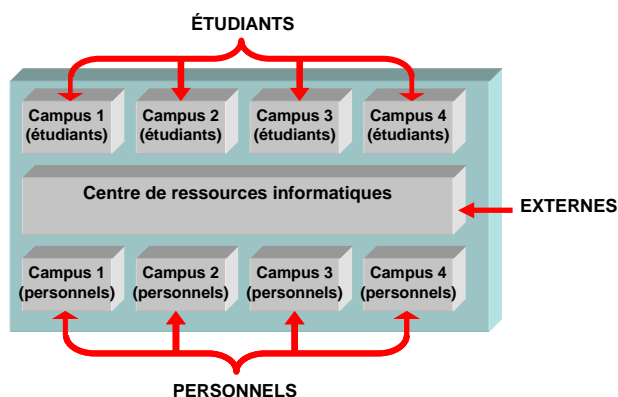 ÉTUDIANTS
Campus 1
(étudiants)
Campus 2
(étudiants)
Campus 3
(étudiants)
Campus 4
(étudiants)
Centre de ressources informatiques
EXTERNES
Campus 1
(personnels)
Campus 2
(personnels)
Campus 3
(personnels)
Campus 4
(personnels)
PERSONNELS